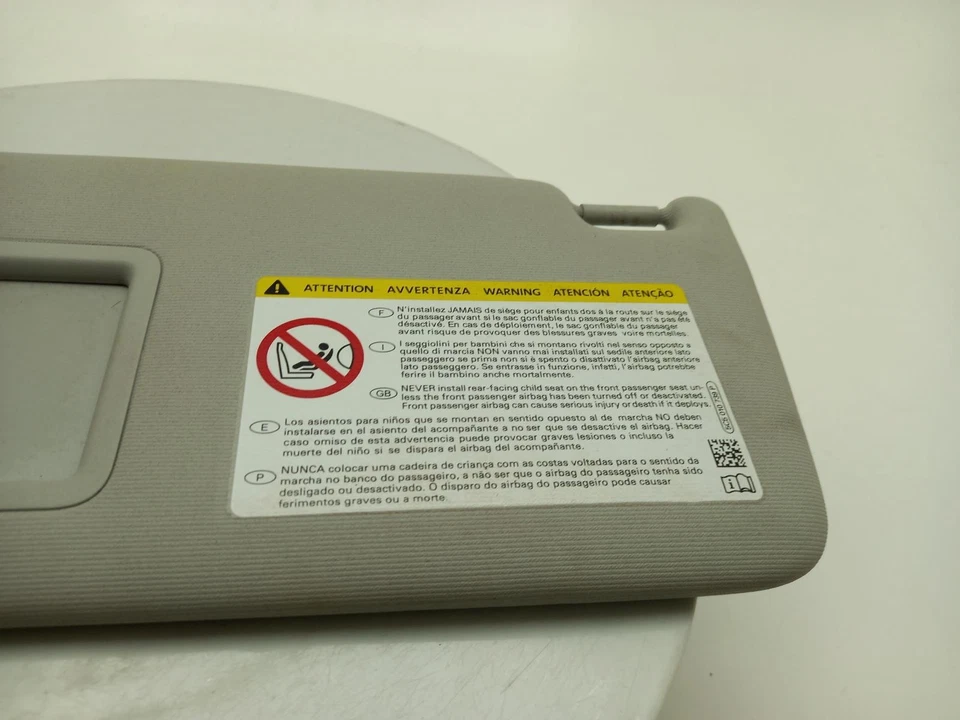 ATTENTION AVVERTENZA WARNING ATENCIÓN ATENÇÃO
F N'installez JAMAIS de siège pour enfants dos à la route sur le siège
du passager avant si le sac gonflable du passager avant n'a pas été
désactivé. En cas de déploiement, le sac gonflable du passager
avant risque de provoquer des blessures graves voire mortelles.
I I seggiolini per bambini che si montano rivolti nel senso opposto a
quello di marcia NON vanno mai installati sul sedile anteriore lato
passeggero se prima non si è spento o disattivato l'airbag anteriore
lato passeggero. Se entrasse in funzione, infatti, l'airbag potrebbe
ferire il bambino anche mortalmente.
GB NEVER install rear-facing child seat on the front passenger seat un-
less the front passenger airbag has been turned off or deactivated.
Front passenger airbag can cause serious injury or death if it deploys.
E Los asientos para niños que se montan en sentido opuesto al de marcha NO deben
instalarse en el asiento del acompañante a no ser que se desactive el airbag. Hacer
caso omiso de esta advertencia puede provocar graves lesiones o incluso la
muerte del niño si se dispara el airbag del acompañante.
P NUNCA colocar uma cadeira de criança com as costas voltadas para o sentido da
marcha no banco do passageiro, a não ser que o airbag do passageiro tenha sido
desligado ou desactivado. O disparo do airbag do passageiro pode causar
ferimentos graves ou a morte.